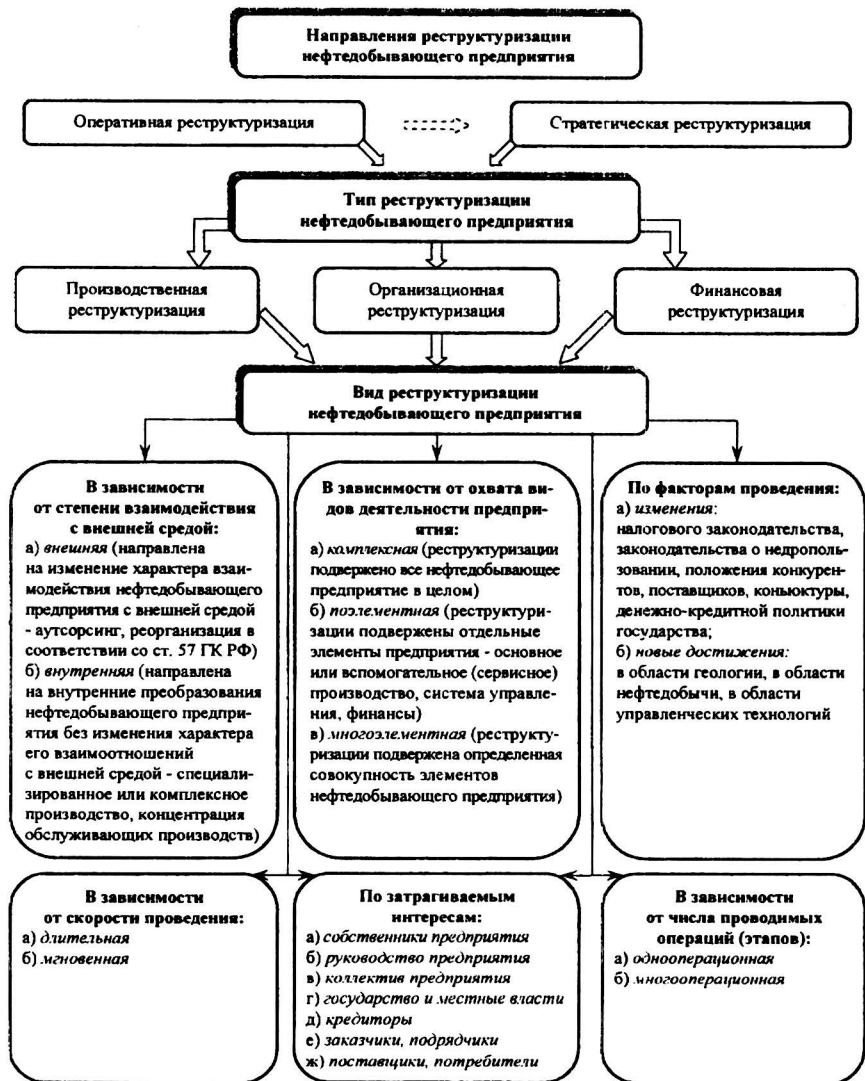 Направления реструктуризации
нефтедобывающего предприятия
Оперативная реструктуризация
Стратегическая реструктуризация
Тип реструктуризации
нефтедобывающего предприятия
Производственная
реструктуризация
Организационная
реструктуризация
Финансовая
реструктуризация
Вид реструктуризации
нефтедобывающего предприятия
В зависимости
от степени взаимодействия
с внешней средой:
а) внешняя (направлена
на изменение характера взаи-
модействия нефтедобывающего
предприятия с внешней средой
- аутсорсинг, реорганизация в
соответствии со ст. 57 ГК РФ)
б) внутренняя (направлена
на внутренние преобразования
нефтедобывающего предпри-
ятия без изменения характера
его взаимоотношений
с внешней средой - специали-
зированное или комплексное
производство, концентрация
обслуживающих производств)
В зависимости от охвата ви-
дов деятельности предприя-
тия:
а) комплексная (реструктуризации
подвержено все нефтедобывающее
предприятие в целом)
б) поэлементная (реструктури-
зации подвержены отдельные
элементы предприятия - основное
или вспомогательное (сервисное)
производство, система управле-
ния, финансы)
в) многоэлементная (реструкту-
ризации подвержена определенная
совокупность элементов
нефтедобывающего предприятия)
По факторам проведения:
а) изменения:
налогового законодательства,
законодательства о недрополь-
зовании, положения конкурен-
тов, поставщиков, коньюктуры,
денежно-кредитной политики
государства;
б) новые достижения:
в области геологии, в области
нефтедобычи, в области
управленческих технологий
В зависимости
от скорости проведения:
а) длительная
б) мгновенная
По затрагиваемым
интересам:
а) собственники предприятия
б) руководство предприятия
в) коллектив предприятия
г) государство и местные власти
д) кредиторы
е) заказчики, подрядчики
ж) поставщики, потребители
В зависимости
от числа проводимых
операций (этапов):
а) однооперационная
б) многооперационная